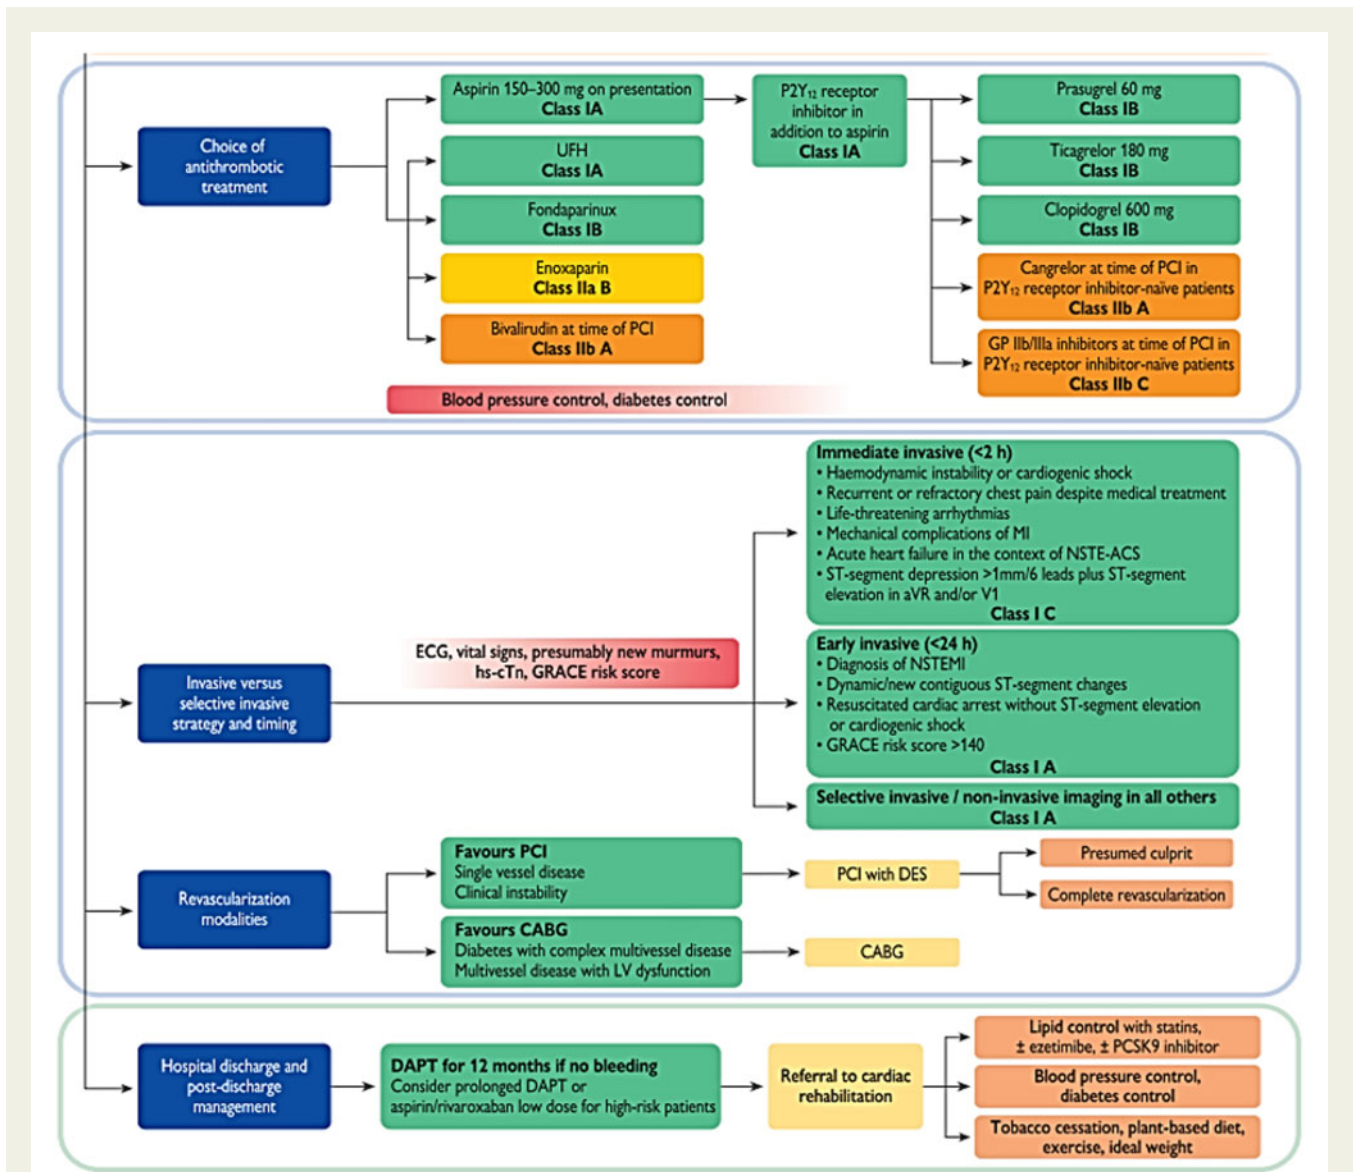 Choice of
antithrombotic
treatment
Aspirin 150–300 mg on presentation
Class IA
UFH
Class IA
Fondaparinux
Class IB
Enoxaparin
Class IIa B
Bivalirudin at time of PCI
Class IIb A
P2Y₁₂ receptor
inhibitor in
addition to aspirin
Class IA
Prasugrel 60 mg
Class IB
Ticagrelor 180 mg
Class IB
Clopidogrel 600 mg
Class IB
Cangrelor at time of PCI in
P2Y₁₂ receptor inhibitor-naïve patients
Class IIb A
GP IIb/IIIa inhibitors at time of PCI in
P2Y₁₂ receptor inhibitor-naïve patients
Class IIb C
Blood pressure control, diabetes control
Invasive versus
selective invasive
strategy and timing
ECG, vital signs, presumably new murmurs,
hs-cTn, GRACE risk score
Immediate invasive (<2 h)
• Haemodynamic instability or cardiogenic shock
• Recurrent or refractory chest pain despite medical treatment
• Life-threatening arrhythmias
• Mechanical complications of MI
• Acute heart failure in the context of NSTE-ACS
• ST-segment depression >1mm/6 leads plus ST-segment
elevation in aVR and/or V1
Class I C
Early invasive (<24 h)
• Diagnosis of NSTEMI
• Dynamic/new contiguous ST-segment changes
• Resuscitated cardiac arrest without ST-segment elevation
or cardiogenic shock
• GRACE risk score >140
Class I A
Selective invasive / non-invasive imaging in all others
Class I A
Revascularization
modalities
Favours PCI
Single vessel disease
Clinical instability
PCI with DES
Presumed culprit
Complete revascularization
Favours CABG
Diabetes with complex multivessel disease
Multivessel disease with LV dysfunction
CABG
Hospital discharge and
post-discharge
management
DAPT for 12 months if no bleeding
Consider prolonged DAPT or
aspirin/rivaroxaban low dose for high-risk patients
Referral to cardiac
rehabilitation
Lipid control with statins,
± ezetimibe, ± PCSK9 inhibitor
Blood pressure control,
diabetes control
Tobacco cessation, plant-based diet,
exercise, ideal weight